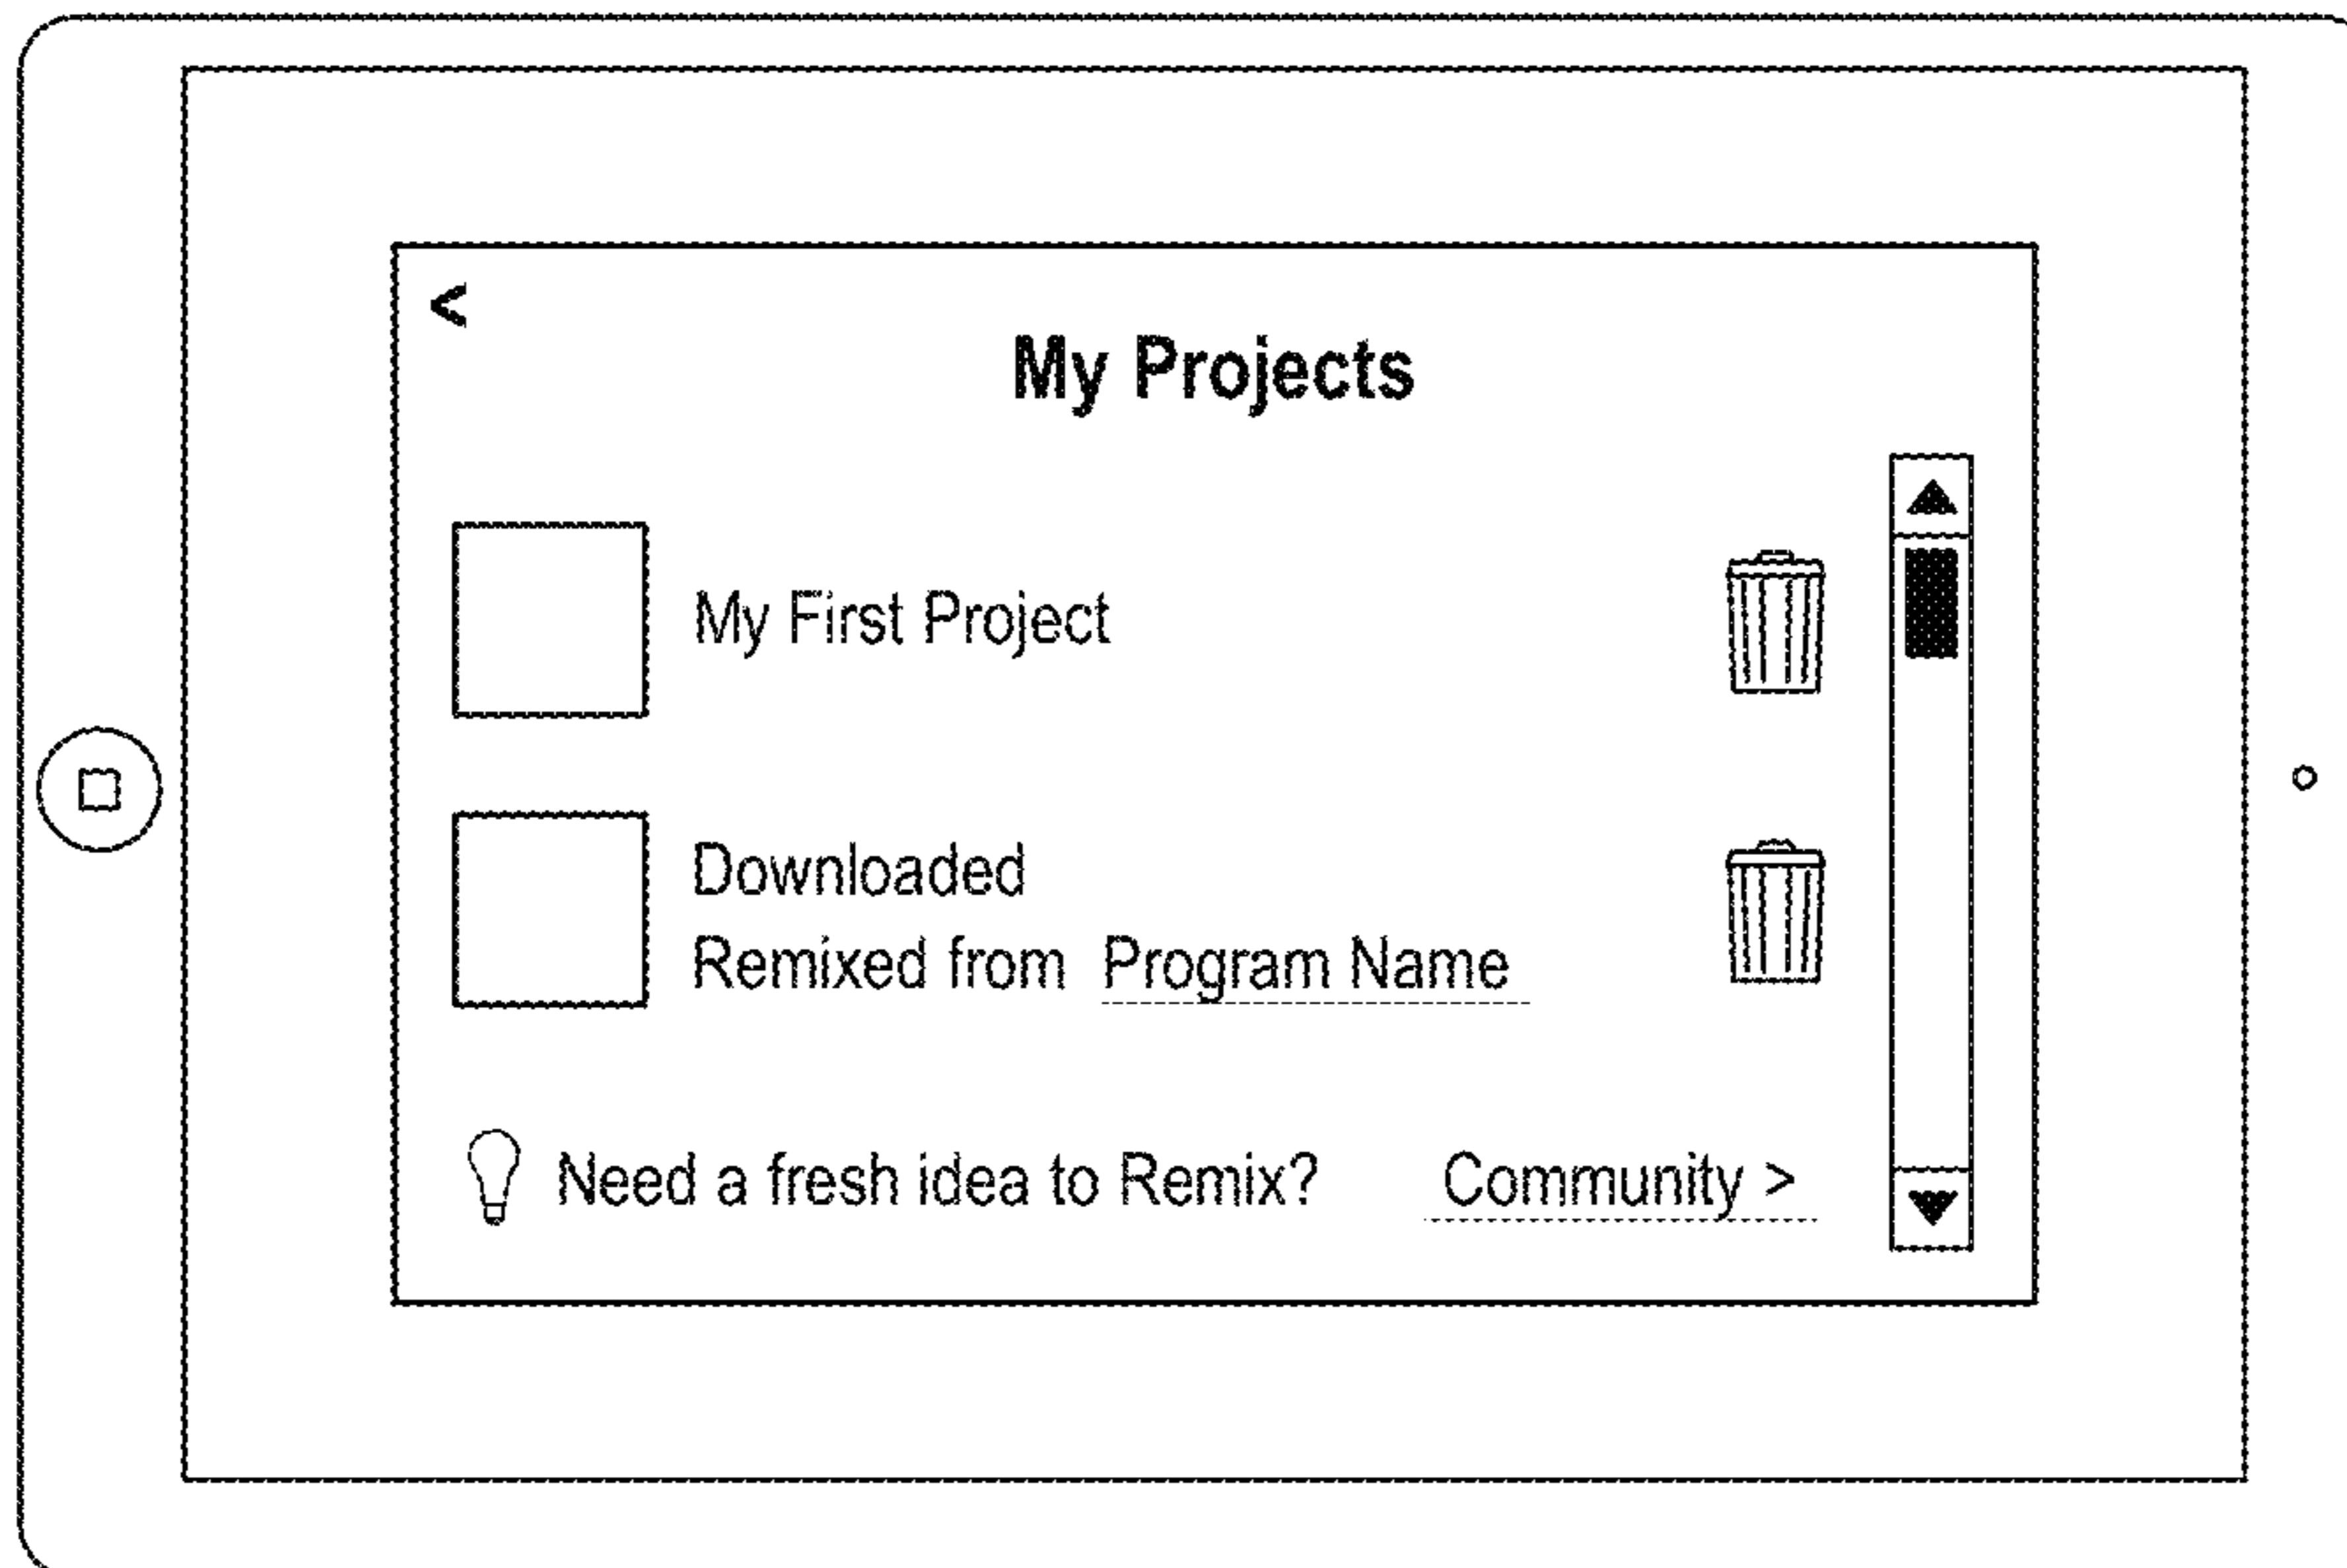 <
My Projects
My First Project
Downloaded
Remixed from Program Name
Need a fresh idea to Remix? Community >